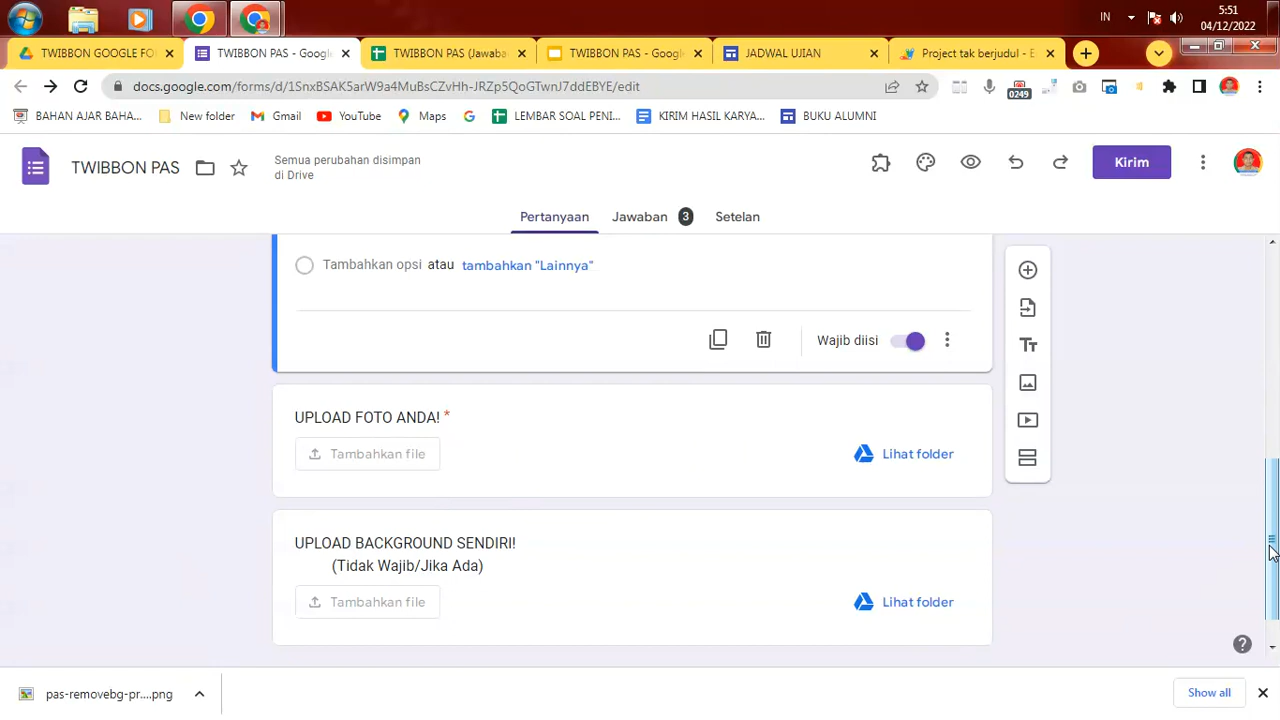 5:51
IN
04/12/2022
TWIBBON GOOGLE FO
TWIBBON PAS - Googl
TWIBBON PAS (Jawaba
TWIBBON PAS - Googl
JADWAL UJIAN
Project tak berjudul - E
docs.google.com/forms/d/1SnxBSAK5arW9a4MuBsCZvHh-JRZp5QoGTwnJ7ddEBYE/edit
0249
BAHAN AJAR BAHA...
New folder
Gmail
YouTube
Maps
LEMBAR SOAL PENI...
KIRIM HASIL KARYA...
BUKU ALUMNI
TWIBBON PAS
Semua perubahan disimpan
di Drive
Kirim
Pertanyaan
Jawaban 3
Setelan
Tambahkan opsi atau tambahkan "Lainnya"
Wajib diisi
UPLOAD FOTO ANDA! *
Tambahkan file
Lihat folder
UPLOAD BACKGROUND SENDIRI!
(Tidak Wajib/Jika Ada)
Tambahkan file
Lihat folder
pas-removebg-pr....png
Show all